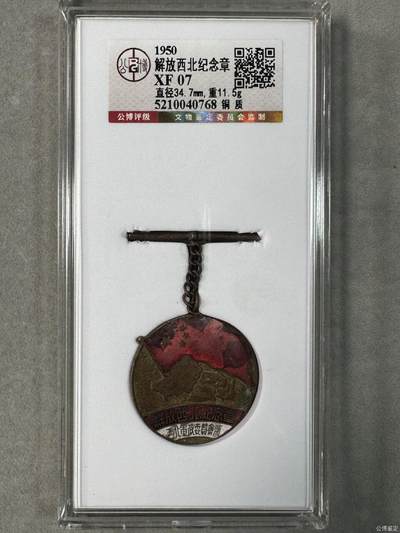 1950
解放西北纪念章
XF 07
直径34.7mm,重11.5g
5210040768 铜 质
公博评级 文物鉴定委员会监制
公 博
公博鉴定